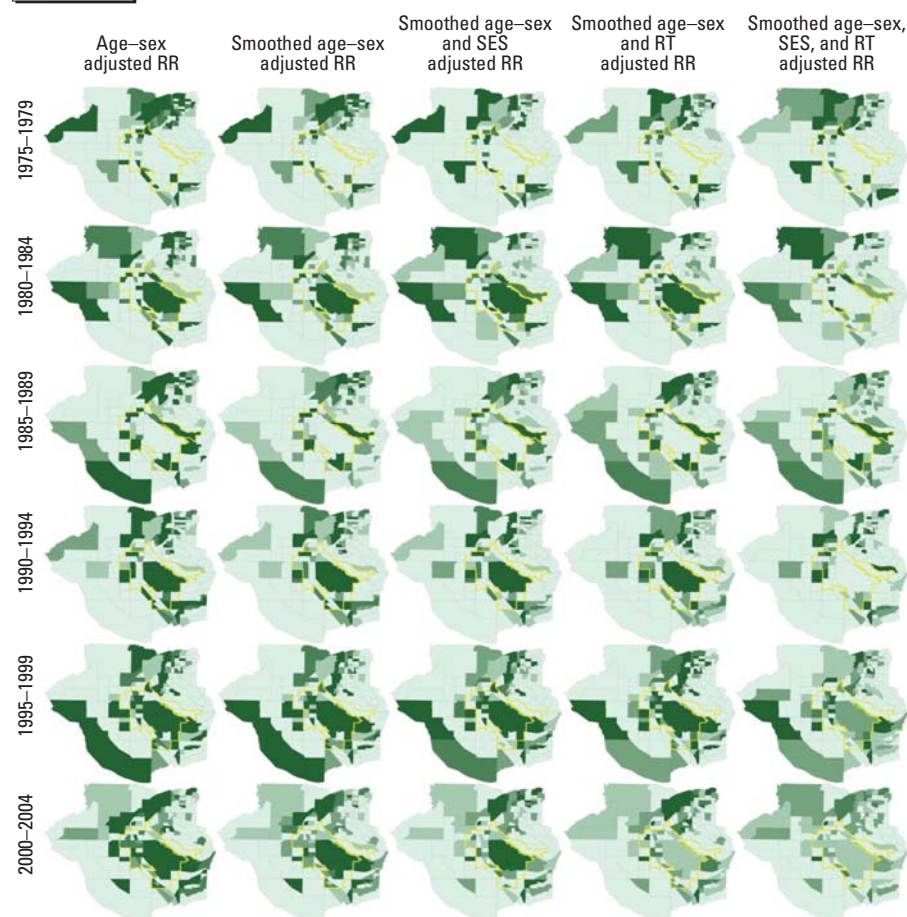 Age–sex
adjusted RR
Smoothed age–sex
adjusted RR
Smoothed age–sex
and SES
adjusted RR
Smoothed age–sex
and RT
adjusted RR
Smoothed age–sex,
SES, and RT
adjusted RR
1975–1979
1980–1984
1985–1989
1990–1994
1995–1999
2000–2004